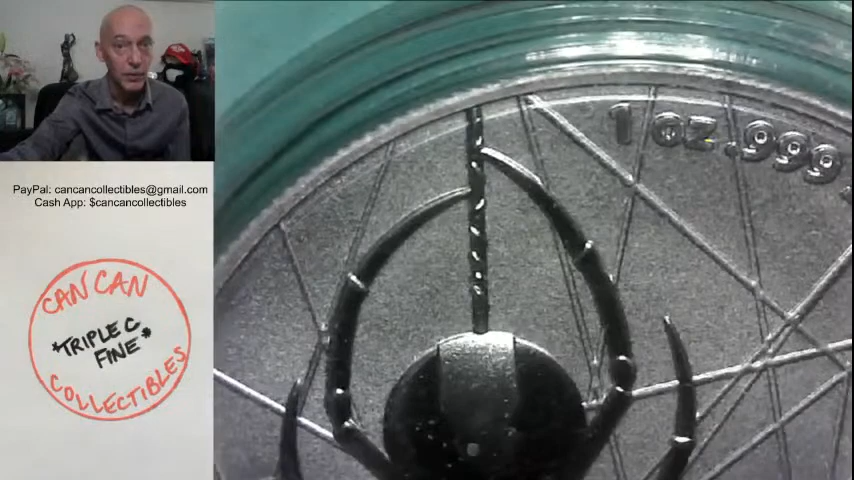 PayPal: cancancollectibles@gmail.com
Cash App: $cancancollectibles
CAN CAN
*TRIPLE C
FINE*
COLLECTIBLES
1 oz. .999